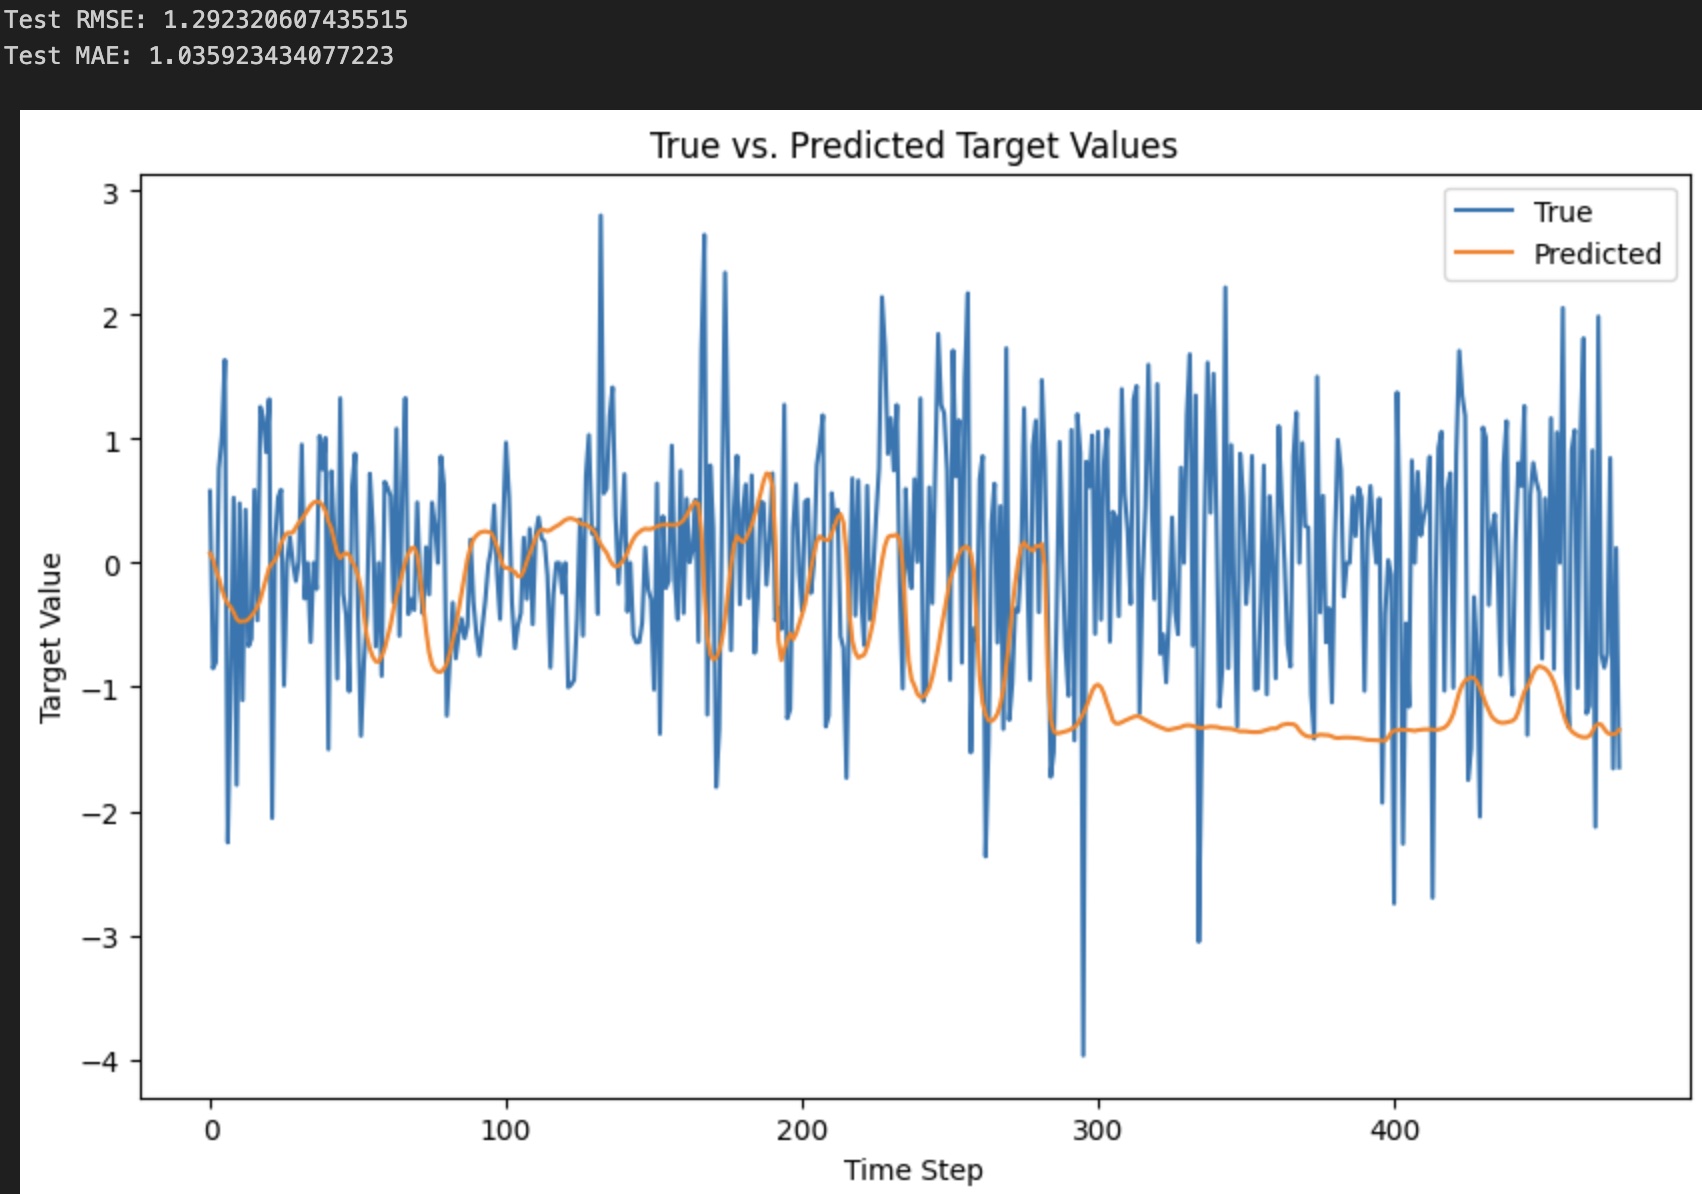 Test RMSE: 1.292320607435515
Test MAE: 1.035923434077223
True vs. Predicted Target Values
True
Predicted
3
2
1
0
−1
−2
−3
−4
Target Value
0 100 200 300 400
Time Step